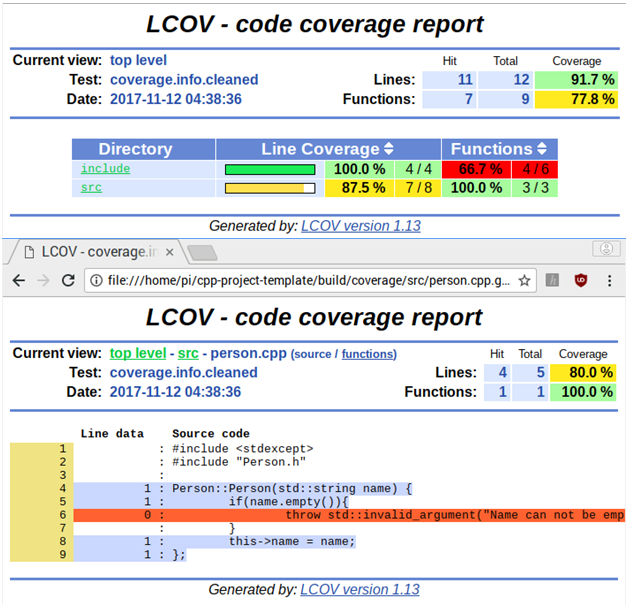 LCOV - code coverage report
Current view: top level Hit Total Coverage
Test: coverage.info.cleaned Lines: 11 12 91.7 %
Date: 2017-11-12 04:38:36 Functions: 7 9 77.8 %
Directory Line Coverage Functions
include 100.0 % 4 / 4 66.7 % 4 / 6
src 87.5 % 7 / 8 100.0 % 3 / 3
Generated by: LCOV version 1.13
LCOV - coverage.in
file:///home/pi/cpp-project-template/build/coverage/src/person.cpp.g...
LCOV - code coverage report
Current view: top level - src - person.cpp (source / functions) Hit Total Coverage
Test: coverage.info.cleaned Lines: 4 5 80.0 %
Date: 2017-11-12 04:38:36 Functions: 1 1 100.0 %
Line data Source code
1 : #include <stdexcept>
2 : #include "Person.h"
3 :
4 1 : Person::Person(std::string name) {
5 1 : if(name.empty()){
6 0 : throw std::invalid_argument("Name can not be emp
7 : }
8 1 : this->name = name;
9 1 : };
Generated by: LCOV version 1.13